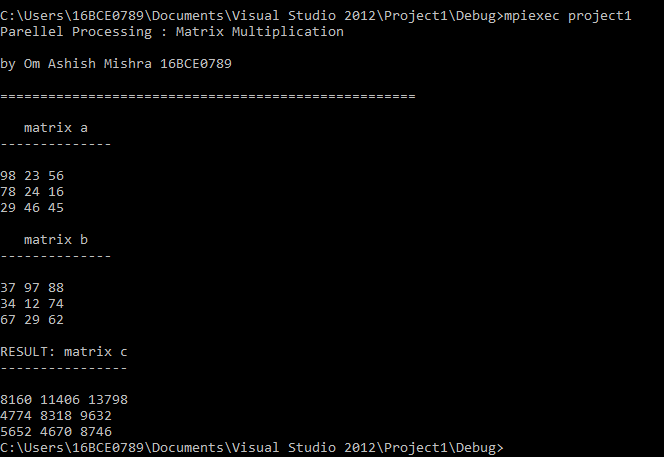 C:\Users\16BCE0789\Documents\Visual Studio 2012\Project1\Debug>mpiexec project1
Parellel Processing : Matrix Multiplication
by Om Ashish Mishra 16BCE0789
====================================================
matrix a
--------------
98 23 56
78 24 16
29 46 45
matrix b
--------------
37 97 88
34 12 74
67 29 62
RESULT: matrix c
----------------
8160 11406 13798
4774 8318 9632
5652 4670 8746
C:\Users\16BCE0789\Documents\Visual Studio 2012\Project1\Debug>